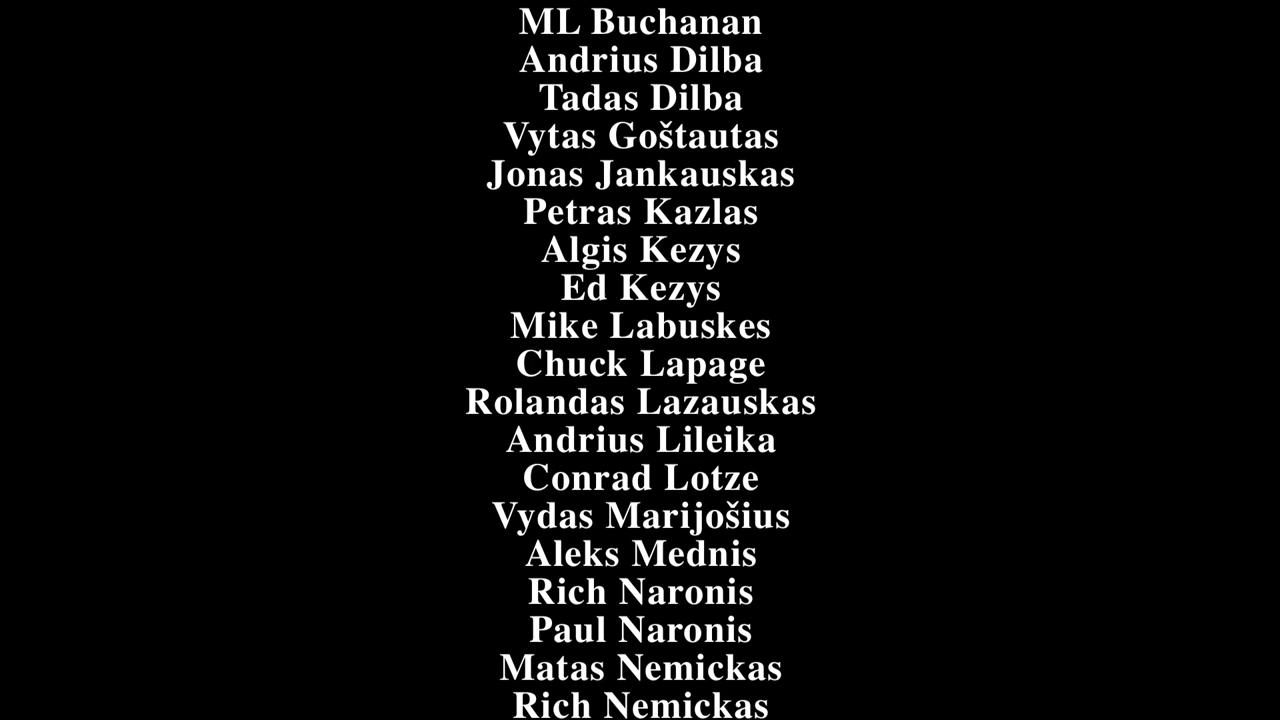 ML Buchanan
Andrius Dilba
Tadas Dilba
Vytas Goštautas
Jonas Jankauskas
Petras Kazlas
Algis Kezys
Ed Kezys
Mike Labuskes
Chuck Lapage
Rolandas Lazauskas
Andrius Lileika
Conrad Lotze
Vydas Marijošius
Aleks Mednis
Rich Naronis
Paul Naronis
Matas Nemickas
Rich Nemickas